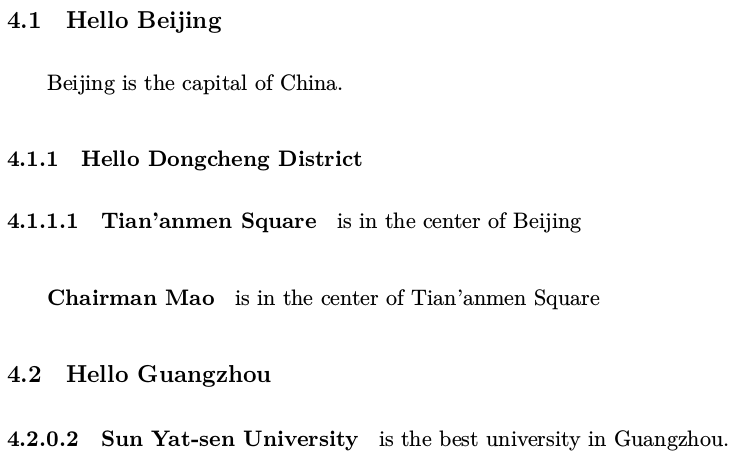 4.1 Hello Beijing
Beijing is the capital of China.
4.1.1 Hello Dongcheng District
4.1.1.1 Tian'anmen Square is in the center of Beijing
Chairman Mao is in the center of Tian'anmen Square
4.2 Hello Guangzhou
4.2.0.2 Sun Yat-sen University is the best university in Guangzhou.